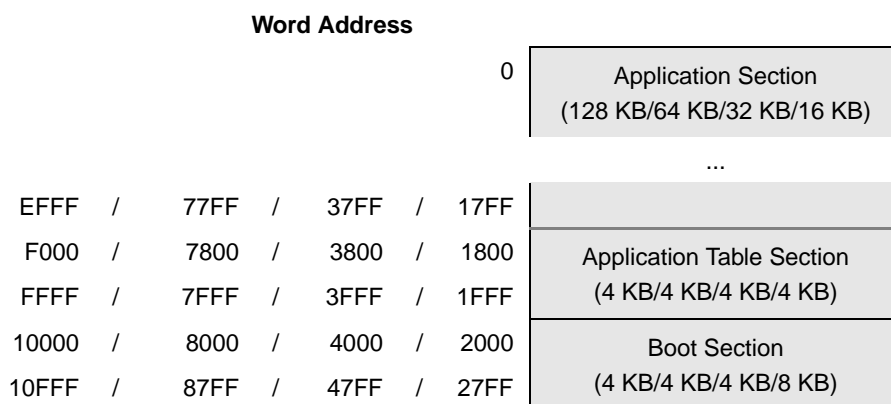 Word Address
0 Application Section
(128 KB/64 KB/32 KB/16 KB)
...
EFFF / 77FF / 37FF / 17FF
F000 / 7800 / 3800 / 1800 Application Table Section
FFFF / 7FFF / 3FFF / 1FFF (4 KB/4 KB/4 KB/4 KB)
10000 / 8000 / 4000 / 2000 Boot Section
10FFF / 87FF / 47FF / 27FF (4 KB/4 KB/4 KB/8 KB)